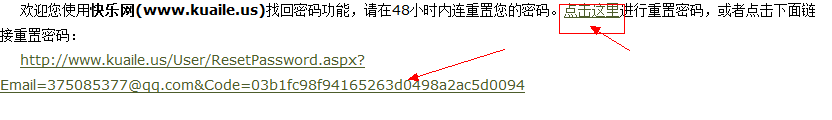 欢迎您使用快乐网(www.kuaile.us)找回密码功能，请在48小时内连重置您的密码。点击这里进行重置密码，或者点击下面链
接重置密码：
http://www.kuaile.us/User/ResetPassword.aspx?
Email=375085377@qq.com&Code=03b1fc98f94165263d0498a2ac5d0094